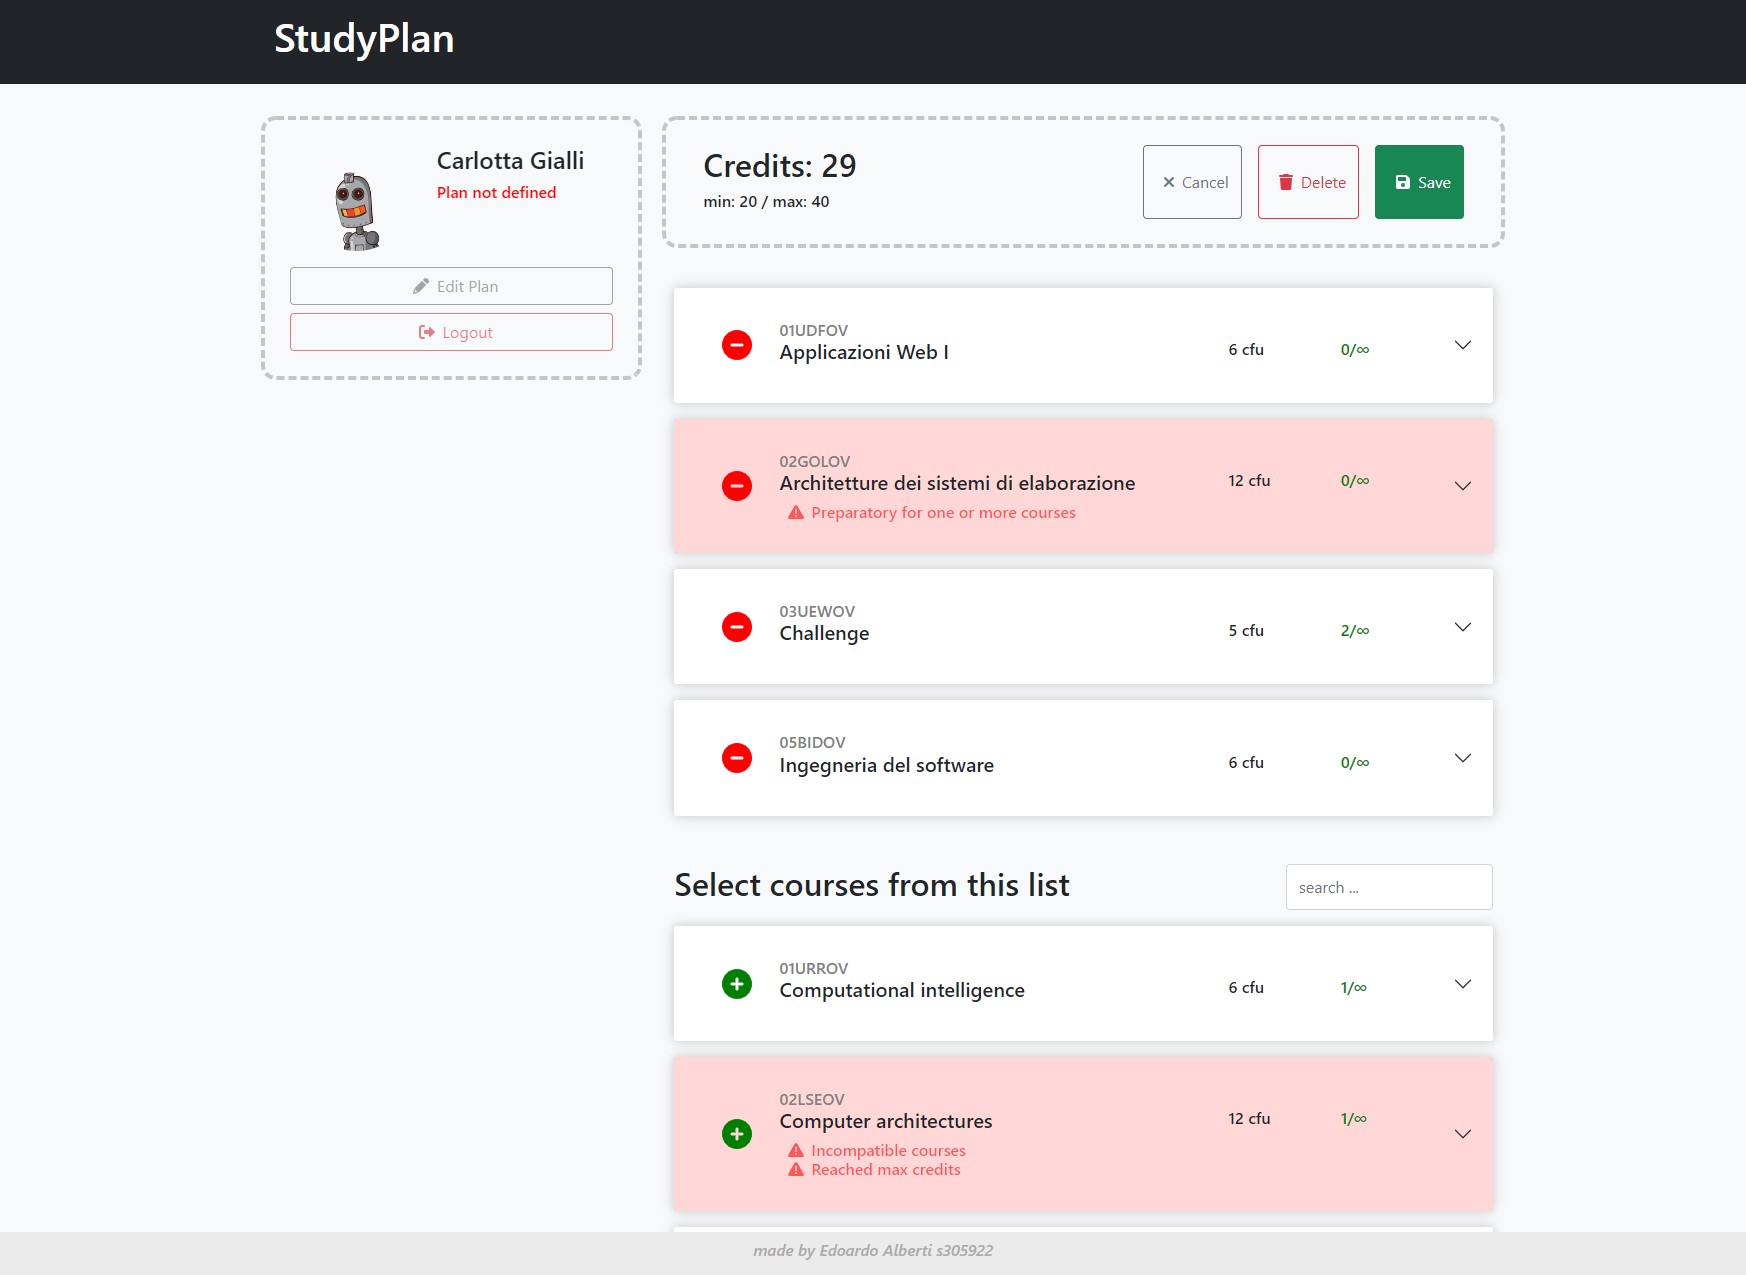 StudyPlan
Carlotta Gialli
Plan not defined
Edit Plan
Logout
Credits: 29
min: 20 / max: 40
Cancel
Delete
Save
01UDFOV
Applicazioni Web I
6 cfu
0/∞
02GOLOV
Architetture dei sistemi di elaborazione
12 cfu
0/∞
Preparatory for one or more courses
03UEWOV
Challenge
5 cfu
2/∞
05BIDOV
Ingegneria del software
6 cfu
0/∞
Select courses from this list
search ...
01URROV
Computational intelligence
6 cfu
1/∞
02LSEOV
Computer architectures
12 cfu
1/∞
Incompatible courses
Reached max credits
made by Edoardo Alberti s305922